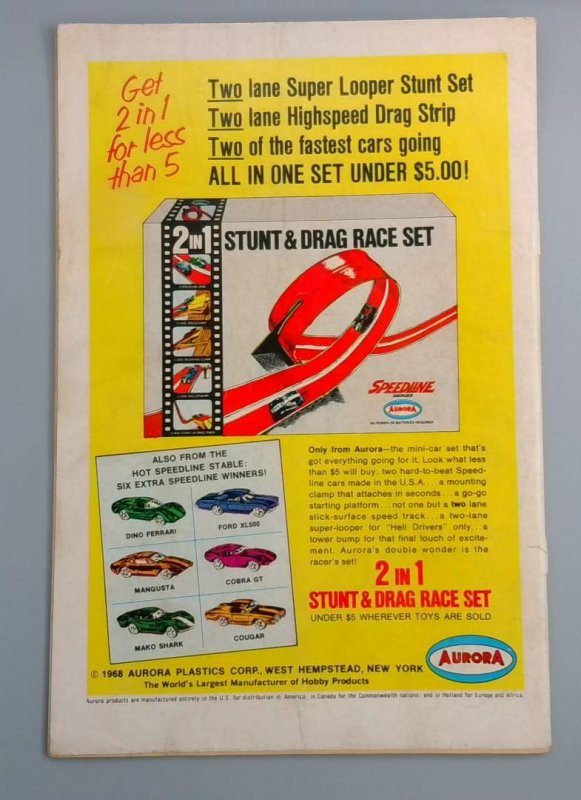 Get
2 in 1
for less
than 5
Two lane Super Looper Stunt Set
Two lane Highspeed Drag Strip
Two of the fastest cars going
ALL IN ONE SET UNDER $5.00!
2 IN 1
STUNT & DRAG RACE SET
SPEEDLINE
SERIES
AURORA
NO POWER OR BATTERIES REQUIRED
ALSO FROM THE
HOT SPEEDLINE STABLE:
SIX EXTRA SPEEDLINE WINNERS!
DINO FERRARI
FORD XL500
MANGUSTA
COBRA GT
MAKO SHARK
COUGAR
Only from Aurora—the mini-car set that's
got everything going for it. Look what less
than $5 will buy: two hard-to-beat Speed-
line cars made in the U.S.A... a mounting
clamp that attaches in seconds... a go-go
starting platform... not one but a two lane
slick-surface speed track... a two-lane
super-looper for "Hell Drivers" only... a
tower bump for that final touch of excite-
ment. Aurora's double wonder is the
racer's set!
2 IN 1
STUNT & DRAG RACE SET
UNDER $5 WHEREVER TOYS ARE SOLD
AURORA
© 1968 AURORA PLASTICS CORP., WEST HEMPSTEAD, NEW YORK
The World's Largest Manufacturer of Hobby Products
Aurora products are manufactured entirely in the U.S. for distribution in America, in Canada for the Commonwealth nations; and in Holland for Europe and Africa